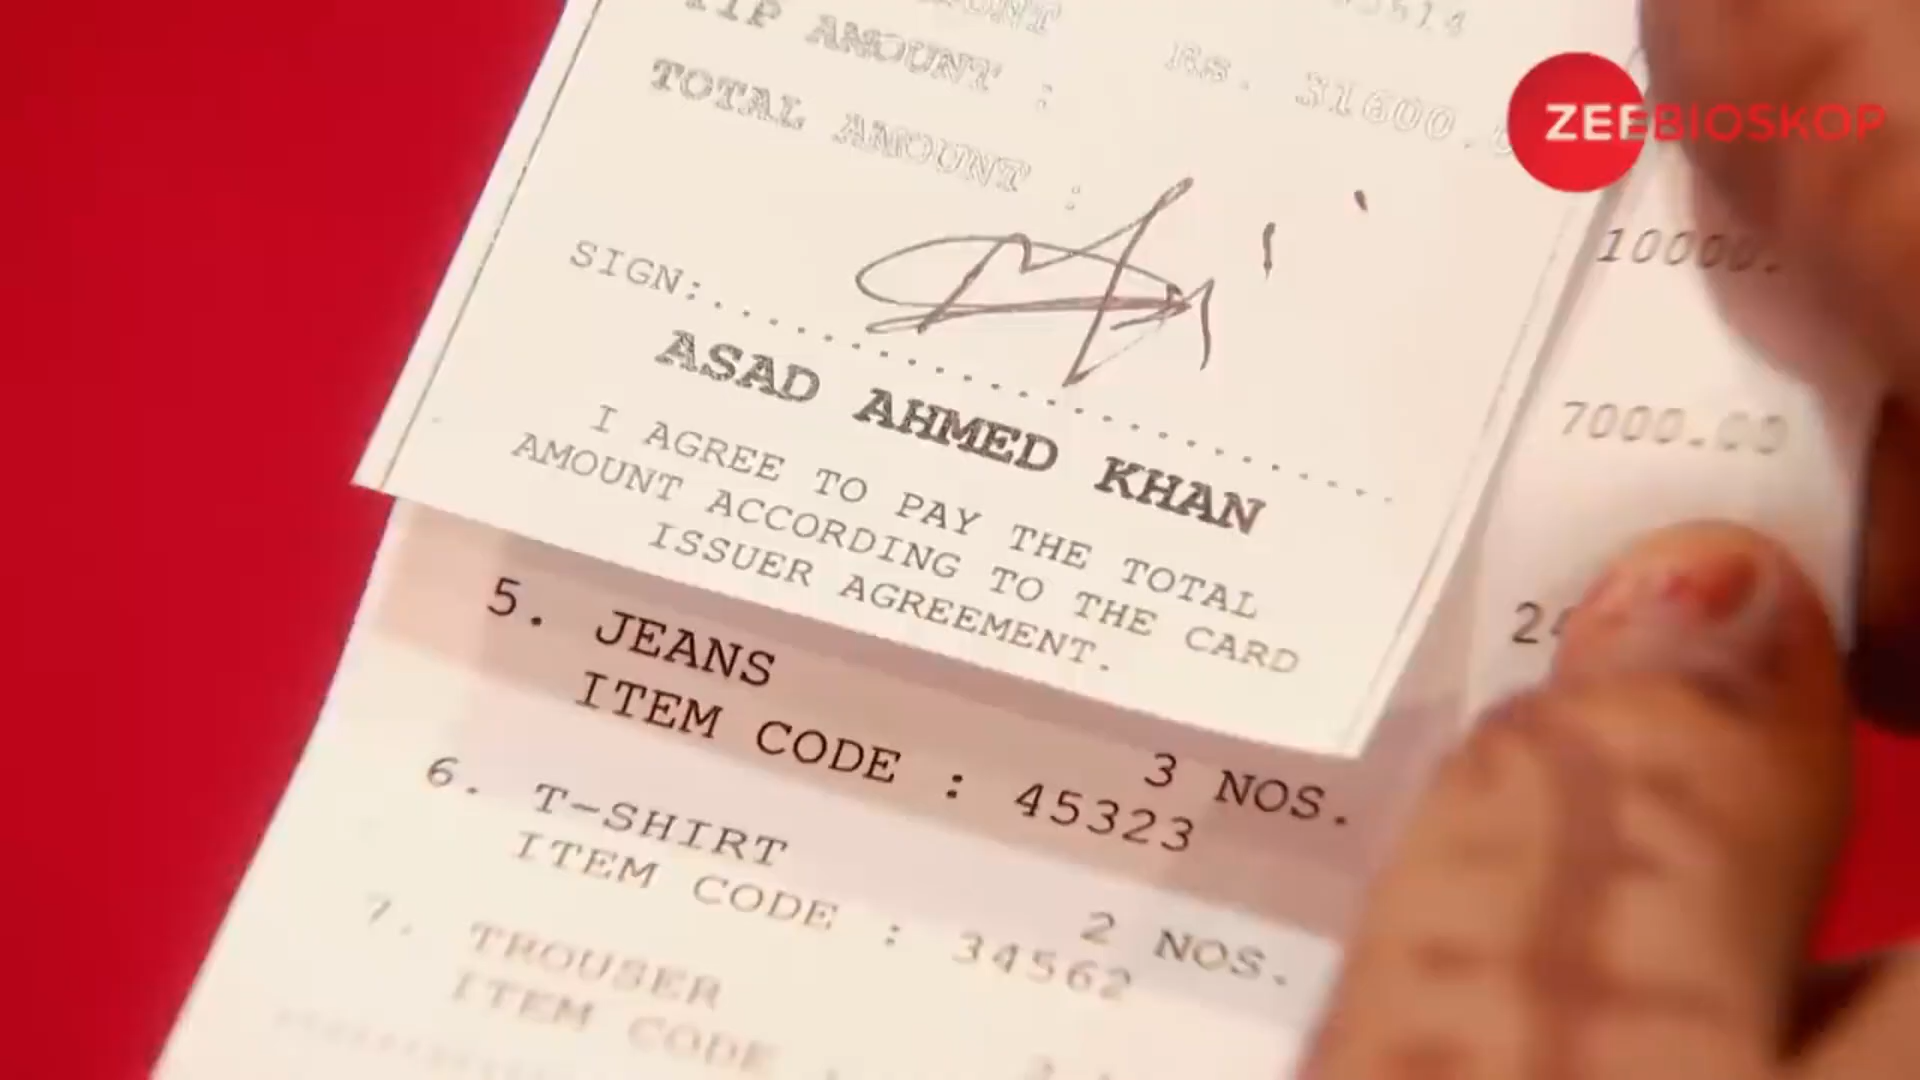 TIP AMOUNT :
Rs. 31600.
TOTAL AMOUNT :
SIGN:
ASAD AHMED KHAN
I AGREE TO PAY THE TOTAL
AMOUNT ACCORDING TO THE CARD
ISSUER AGREEMENT.
10000.
7000.00
5. JEANS
3 NOS.
ITEM CODE : 45323
6. T-SHIRT
2 NOS.
ITEM CODE : 34562
7. TROUSER
ITEM CODE :
ZEEBIOSKOP